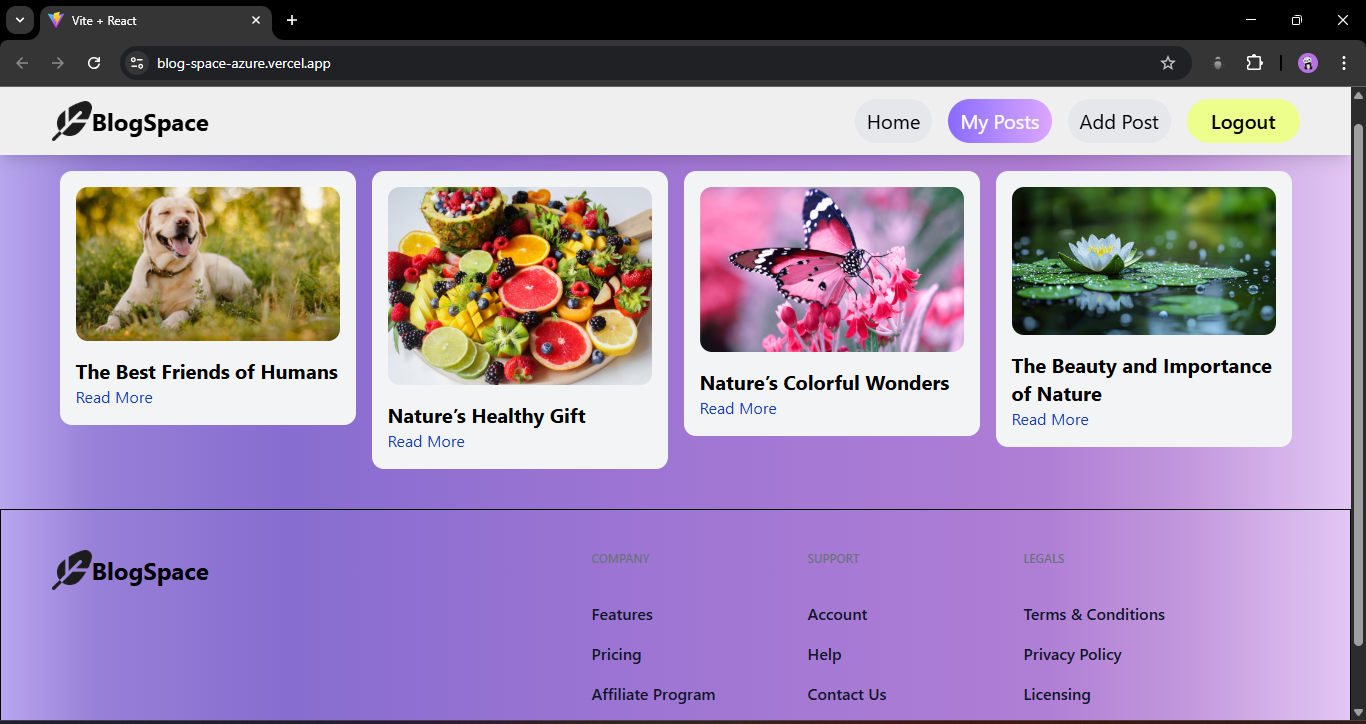 Vite + React
blog-space-azure.vercel.app
BlogSpace
Home
My Posts
Add Post
Logout
The Best Friends of Humans
Read More
Nature’s Healthy Gift
Read More
Nature’s Colorful Wonders
Read More
The Beauty and Importance
of Nature
Read More
BlogSpace
COMPANY
Features
Pricing
Affiliate Program
SUPPORT
Account
Help
Contact Us
LEGALS
Terms & Conditions
Privacy Policy
Licensing